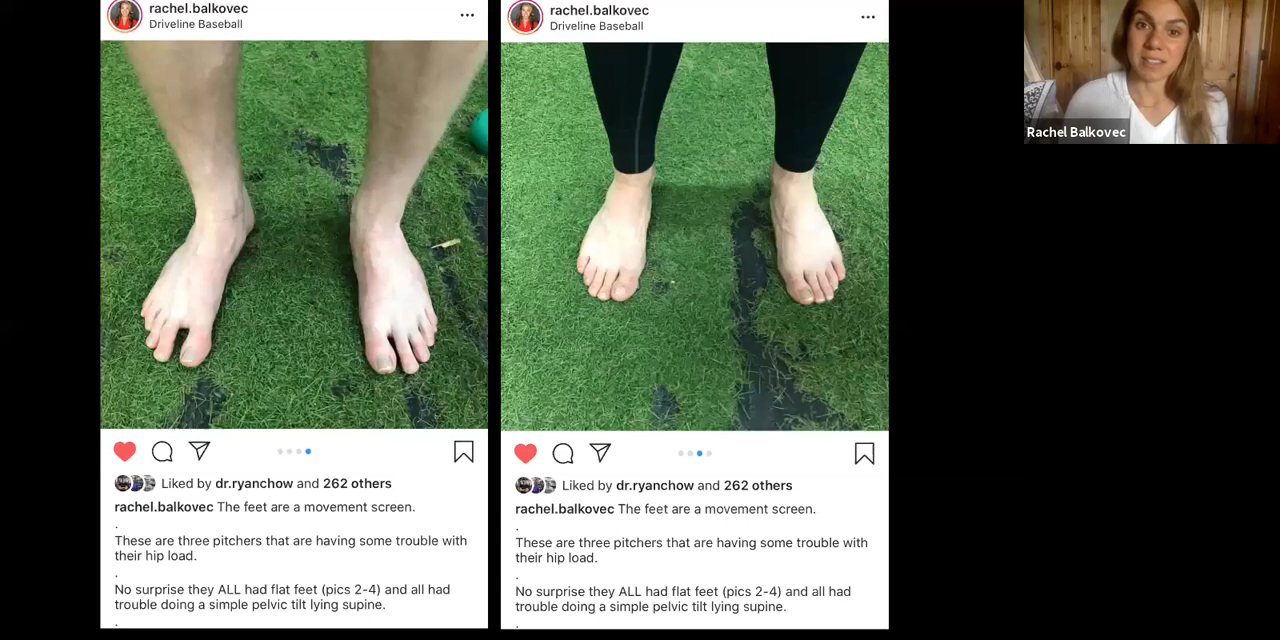 rachel.balkovec
Driveline Baseball
Liked by dr.ryanchow and 262 others
rachel.balkovec The feet are a movement screen.
.
These are three pitchers that are having some trouble with
their hip load.
.
No surprise they ALL had flat feet (pics 2-4) and all had
trouble doing a simple pelvic tilt lying supine.
.
rachel.balkovec
Driveline Baseball
Liked by dr.ryanchow and 262 others
rachel.balkovec The feet are a movement screen.
.
These are three pitchers that are having some trouble with
their hip load.
.
No surprise they ALL had flat feet (pics 2-4) and all had
trouble doing a simple pelvic tilt lying supine.
.
Rachel Balkovec